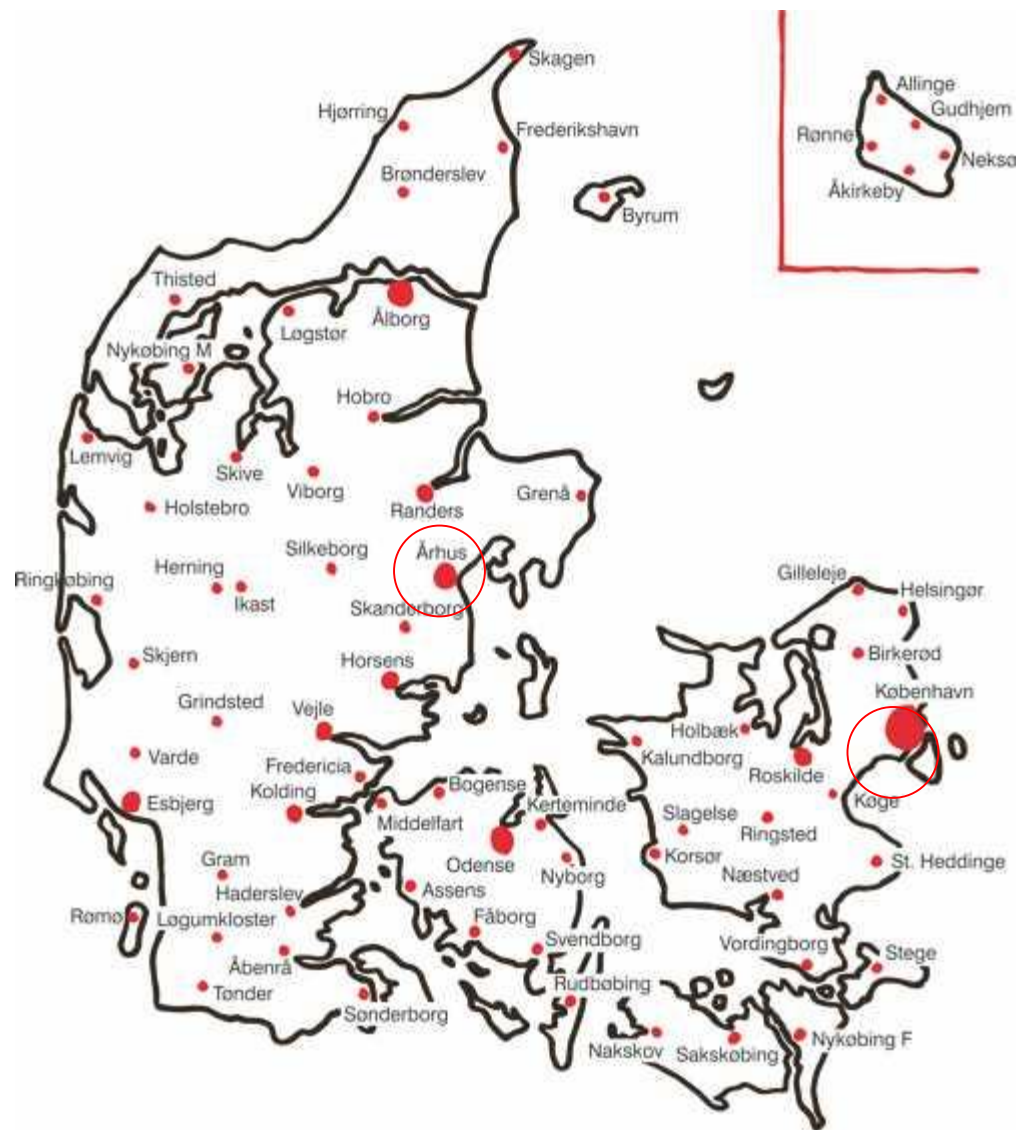 Skagen
Hjørring
Frederikshavn
Brønderslev
Byrum
Allinge
Gudhjem
Rønne
Neksø
Åkirkeby
Thisted
Løgstør
Ålborg
Nykøbing M
Hobro
Lemvig
Skive
Viborg
Randers
Grenå
Holstebro
Århus
Silkeborg
Herning
Ikast
Ringkøbing
Skanderborg
Gilleleje
Helsingør
Skjern
Horsens
Birkerød
København
Grindsted
Vejle
Holbæk
Kalundborg
Varde
Roskilde
Fredericia
Kolding
Bogense
Esbjerg
Middelfart
Kerteminde
Køge
Slagelse
Ringsted
Odense
Korsør
Gram
Nyborg
St. Heddinge
Næstved
Haderslev
Assens
Rømø
Løgumkloster
Fåborg
Svendborg
Vordingborg
Stege
Åbenrå
Rudbøbing
Tønder
Sønderborg
Nakskov
Sakskøbing
Nykøbing F